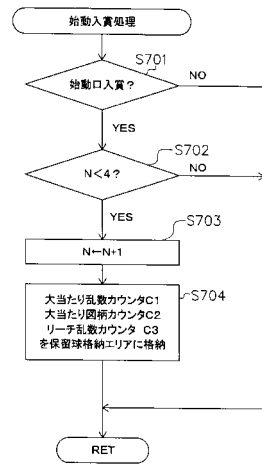 始動入賞処理
S701
始動口入賞?
NO
YES
S702
N<4?
NO
YES
S703
N←N+1
S704
大当たり乱数カウンタC1
大当たり図柄カウンタC2
リーチ乱数カウンタ C3
を保留球格納エリアに格納
RET